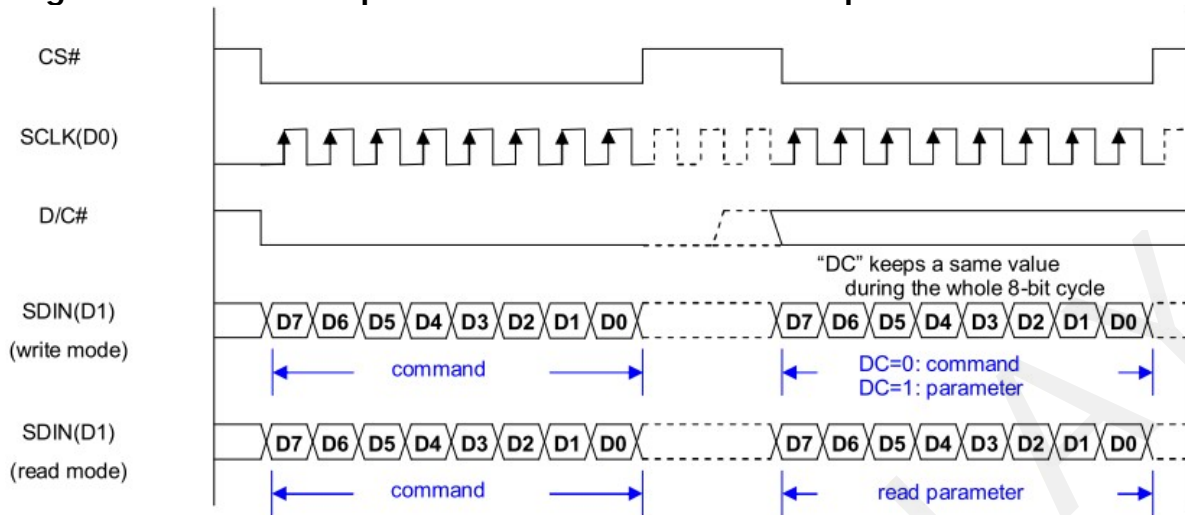 CS#
SCLK(D0)
D/C#
"DC" keeps a same value
during the whole 8-bit cycle
SDIN(D1)
(write mode)
D7 D6 D5 D4 D3 D2 D1 D0
D7 D6 D5 D4 D3 D2 D1 D0
command
DC=0: command
DC=1: parameter
SDIN(D1)
(read mode)
D7 D6 D5 D4 D3 D2 D1 D0
D7 D6 D5 D4 D3 D2 D1 D0
command
read parameter